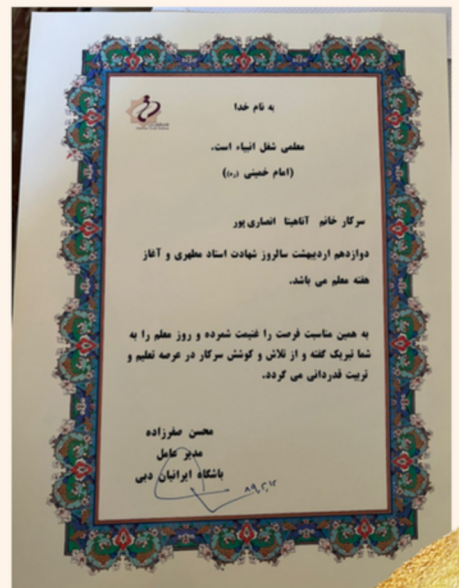 به نام خدا
معلمی شغل انبیاء است.
(امام خمینی (ره))
سرکار خانم آناهیتا انصاری پور
دوازدهم اردیبهشت سالروز شهادت استاد مطهری و آغاز
هفته معلم می باشد.
به همین مناسبت فرصت را غنیمت شمرده و روز معلم را به
شما تبریک گفته و از تلاش و کوشش سرکار در عرصه تعلیم و
تربیت قدردانی می گردد.
محسن صفرزاده
مدیر عامل
باشگاه ایرانیان دبی
۸۹,۲,۱۲